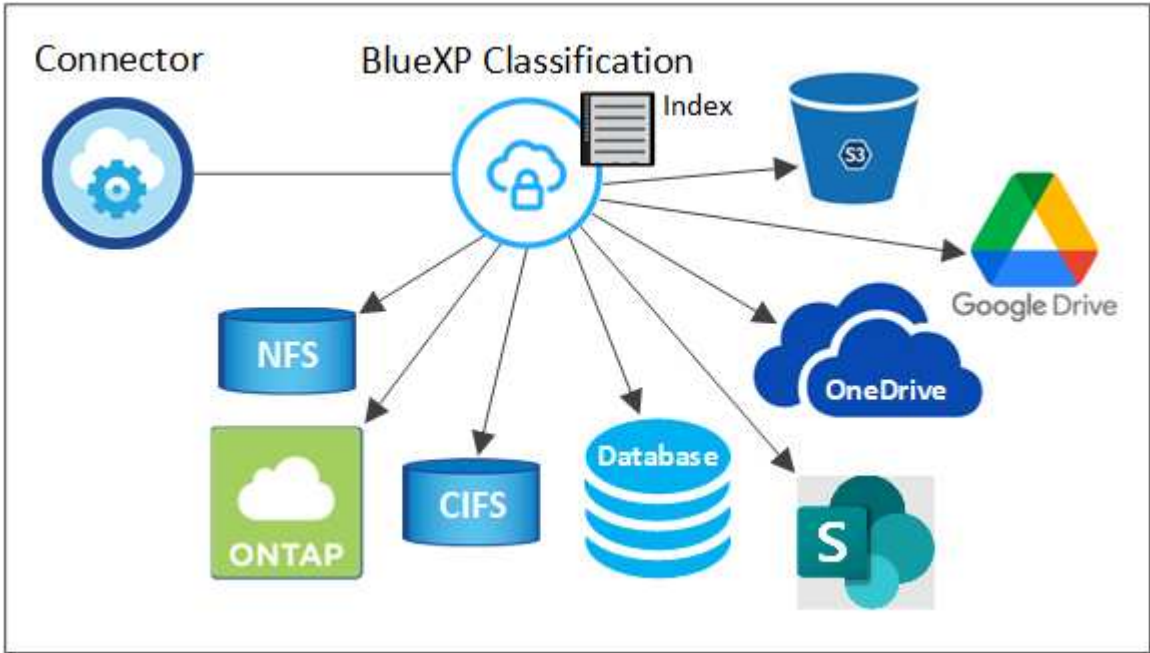 Connector
BlueXP Classification
Index
S3
Google Drive
NFS
OneDrive
ONTAP
CIFS
Database
S